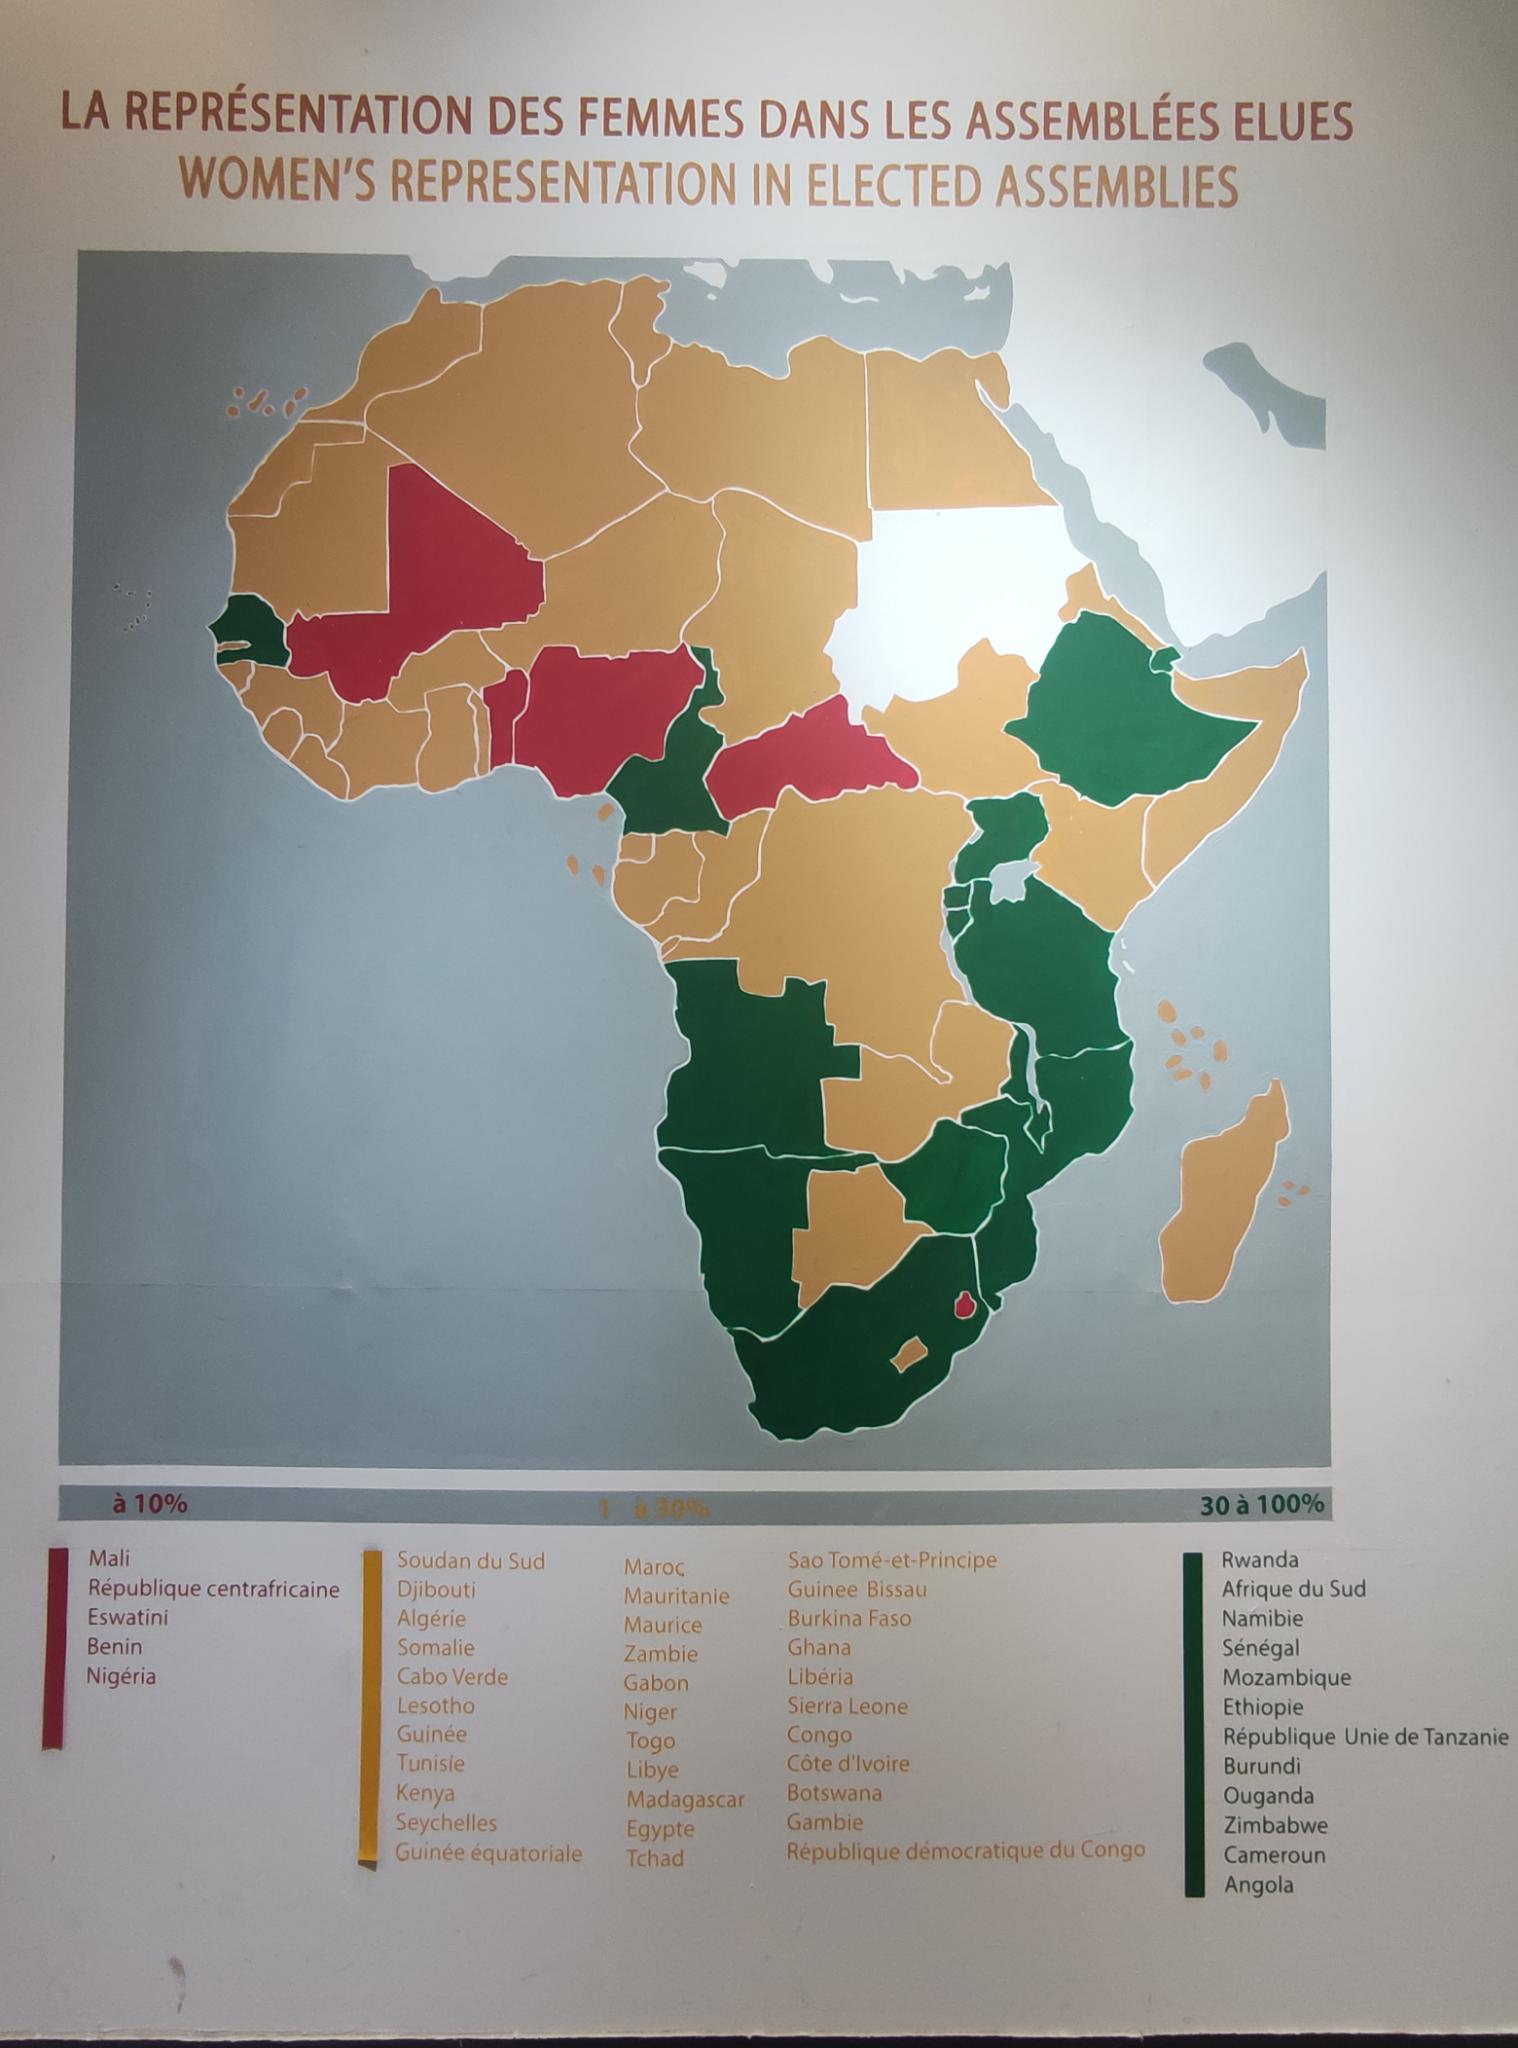 LA REPRÉSENTATION DES FEMMES DANS LES ASSEMBLÉES ELUES
WOMEN'S REPRESENTATION IN ELECTED ASSEMBLIES
à 10%
1 à 30%
30 à 100%
Mali
République centrafricaine
Eswatini
Benin
Nigéria
Soudan du Sud
Djibouti
Algérie
Somalie
Cabo Verde
Lesotho
Guinée
Tunisie
Kenya
Seychelles
Guinée équatoriale
Maroc
Mauritanie
Maurice
Zambie
Gabon
Niger
Togo
Libye
Madagascar
Egypte
Tchad
Sao Tomé-et-Principe
Guinee Bissau
Burkina Faso
Ghana
Libéria
Sierra Leone
Congo
Côte d'Ivoire
Botswana
Gambie
République démocratique du Congo
Rwanda
Afrique du Sud
Namibie
Sénégal
Mozambique
Ethiopie
République Unie de Tanzanie
Burundi
Ouganda
Zimbabwe
Cameroun
Angola